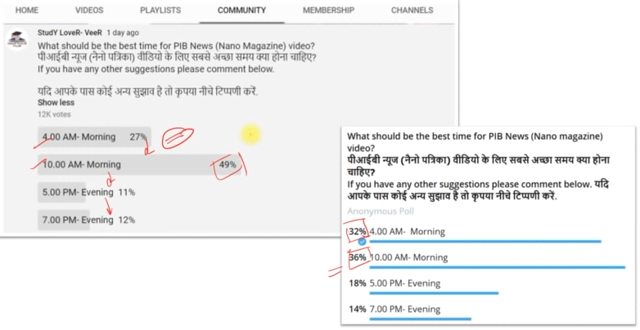 HOME VIDEOS PLAYLISTS COMMUNITY MEMBERSHIP CHANNELS
StudY LoveR- VeeR 1 day ago
What should be the best time for PIB News (Nano Magazine) video?
पीआईबी न्यूज (नैनो पत्रिका) वीडियो के लिए सबसे अच्छा समय क्या होना चाहिए?
If you have any other suggestions please comment below.
यदि आपके पास कोई अन्य सुझाव है तो कृपया नीचे टिप्पणी करें.
Show less
12K votes
4.00 AM- Morning 27%
10.00 AM- Morning 49%
5.00 PM- Evening 11%
7.00 PM- Evening 12%
What should be the best time for PIB News (Nano magazine)
video?
पीआईबी न्यूज (नैनो पत्रिका) वीडियो के लिए सबसे अच्छा समय क्या होना
चाहिए?
If you have any other suggestions please comment below. यदि
आपके पास कोई अन्य सुझाव है तो कृपया नीचे टिप्पणी करें.
Anonymous Poll
32% 4.00 AM- Morning
36% 10.00 AM- Morning
18% 5.00 PM- Evening
14% 7.00 PM- Evening